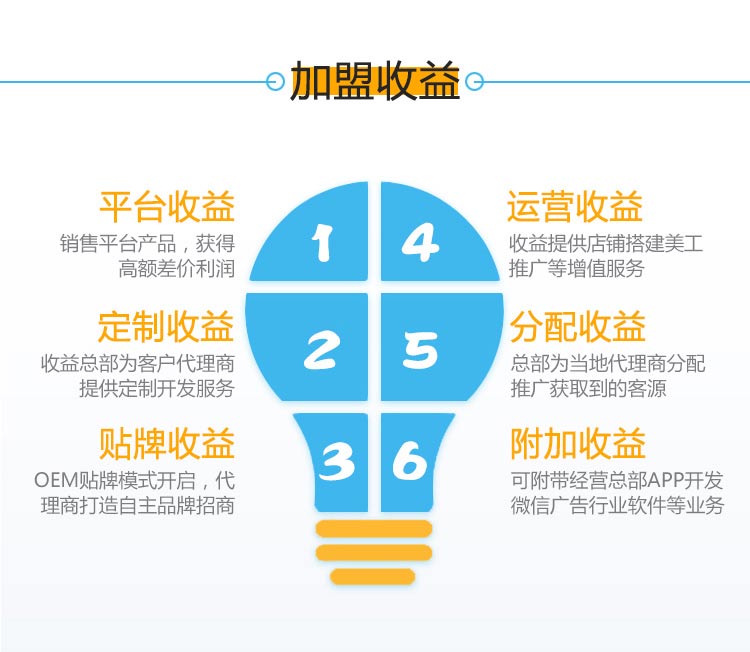 加盟收益
平台收益
销售平台产品，获得
高额差价利润
1
定制收益
收益总部为客户代理商
提供定制开发服务
2
贴牌收益
OEM贴牌模式开启，代
理商打造自主品牌招商
3
4
运营收益
收益提供店铺搭建美工
推广等增值服务
5
分配收益
总部为当地代理商分配
推广获取到的客源
6
附加收益
可附带经营总部APP开发
微信广告行业软件等业务